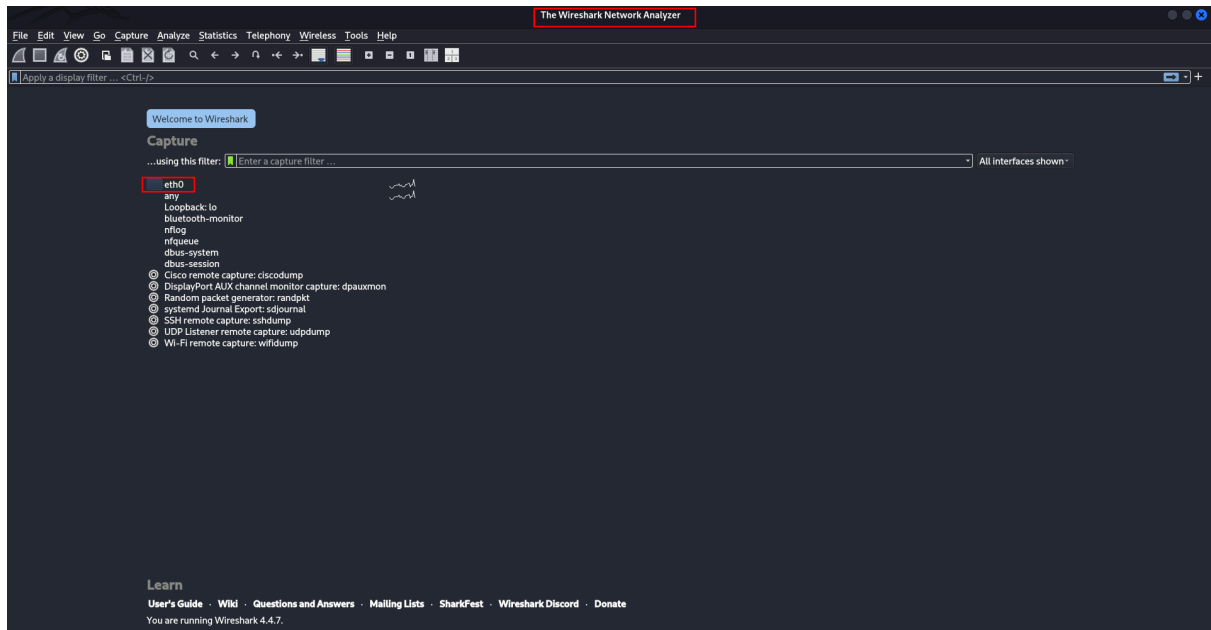 The Wireshark Network Analyzer
File Edit View Go Capture Analyze Statistics Telephony Wireless Tools Help
Apply a display filter ... <Ctrl-/>
Welcome to Wireshark
Capture
...using this filter: Enter a capture filter ... All interfaces shown
eth0
any
Loopback: lo
bluetooth-monitor
nflog
nfqueue
dbus-system
dbus-session
Cisco remote capture: ciscodump
DisplayPort AUX channel monitor capture: dpauxmon
Random packet generator: randpkt
systemd Journal Export: sdjournal
SSH remote capture: sshdump
UDP Listener remote capture: udpdump
Wi-Fi remote capture: wifidump
Learn
User's Guide · Wiki · Questions and Answers · Mailing Lists · SharkFest · Wireshark Discord · Donate
You are running Wireshark 4.4.7.